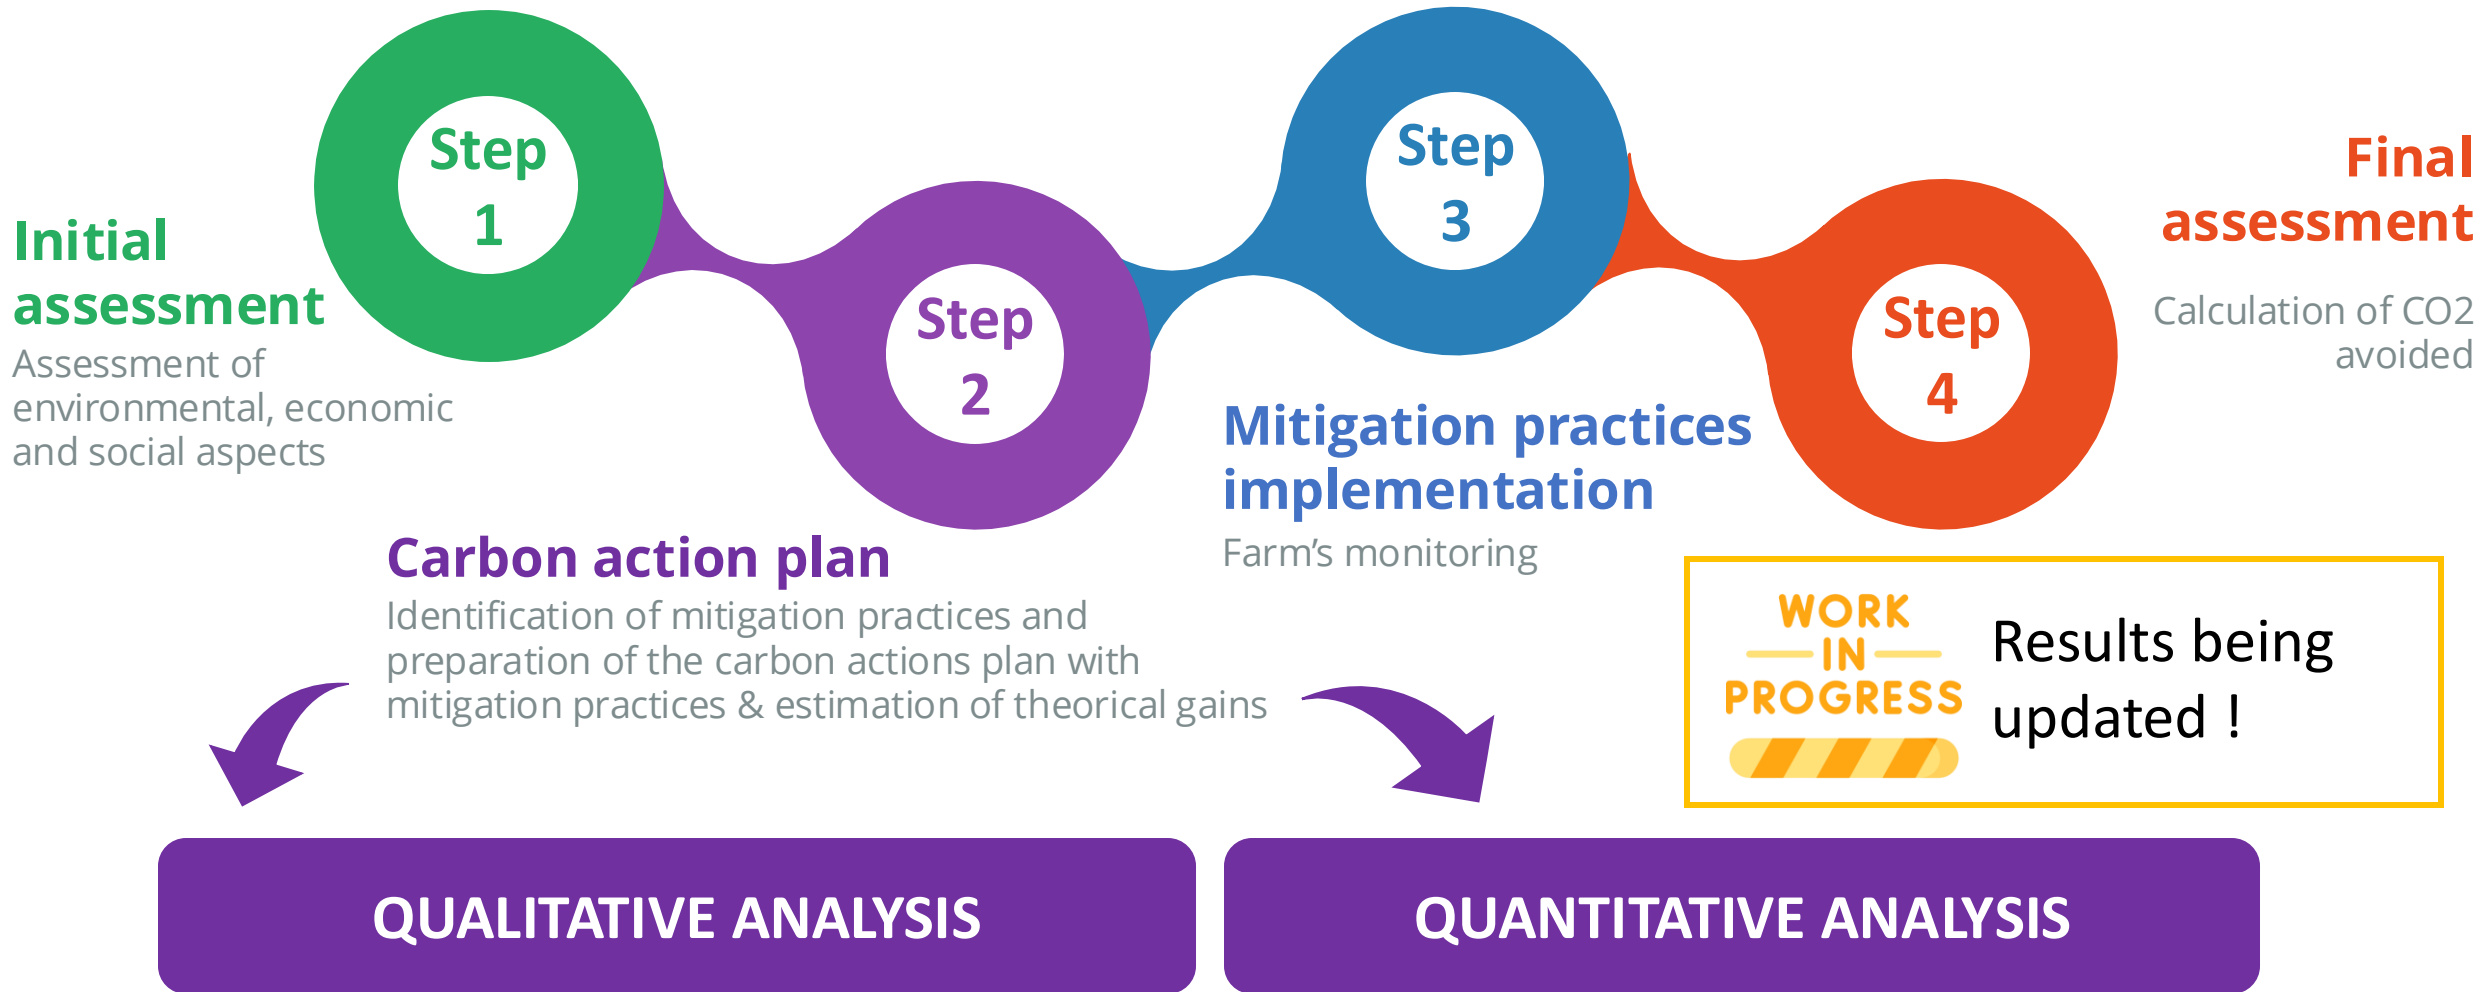 Step
1
Initial
assessment
Assessment of
environmental, economic
and social aspects
Step
2
Carbon action plan
Identification of mitigation practices and
preparation of the carbon actions plan with
mitigation practices & estimation of theorical gains
Step
3
Mitigation practices
implementation
Farm’s monitoring
Step
4
Final
assessment
Calculation of CO2
avoided
WORK
IN
PROGRESS
Results being
updated !
QUALITATIVE ANALYSIS
QUANTITATIVE ANALYSIS